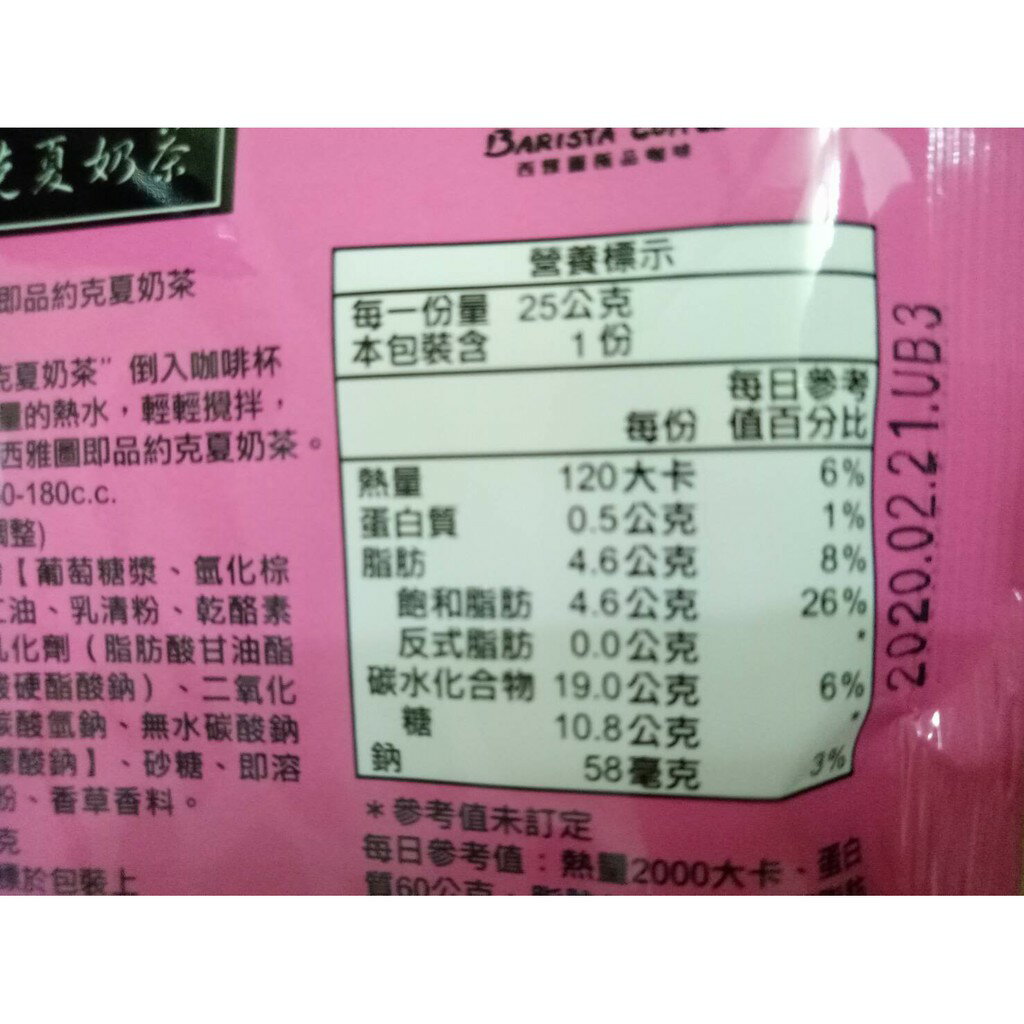 克夏奶茶
BARISTA
西雅圖極品咖啡
即品約克夏奶茶
克夏奶茶” 倒入咖啡杯
量的熱水，輕輕攪拌，
西雅圖即品約克夏奶茶。
0-180c.c.
調整)
【葡萄糖漿、氫化棕
油、乳清粉、乾酪素
乳化劑（脂肪酸甘油酯
硬酯酸鈉）、二氧化
碳酸氫鈉、無水碳酸鈉
酸鈉】、砂糖、即溶
粉、香草香料。
克
標於包裝上
營養標示
每一份量 25公克
本包裝含 1份
每日參考
每份 值百分比
熱量 120大卡 6%
蛋白質 0.5公克 1%
脂肪 4.6公克 8%
飽和脂肪 4.6公克 26%
反式脂肪 0.0公克 *
碳水化合物 19.0公克 6%
糖 10.8公克 *
鈉 58毫克 3%
*參考值未訂定
每日參考值：熱量2000大卡、蛋白
質60公克、脂肪
2020.02.21.UB3